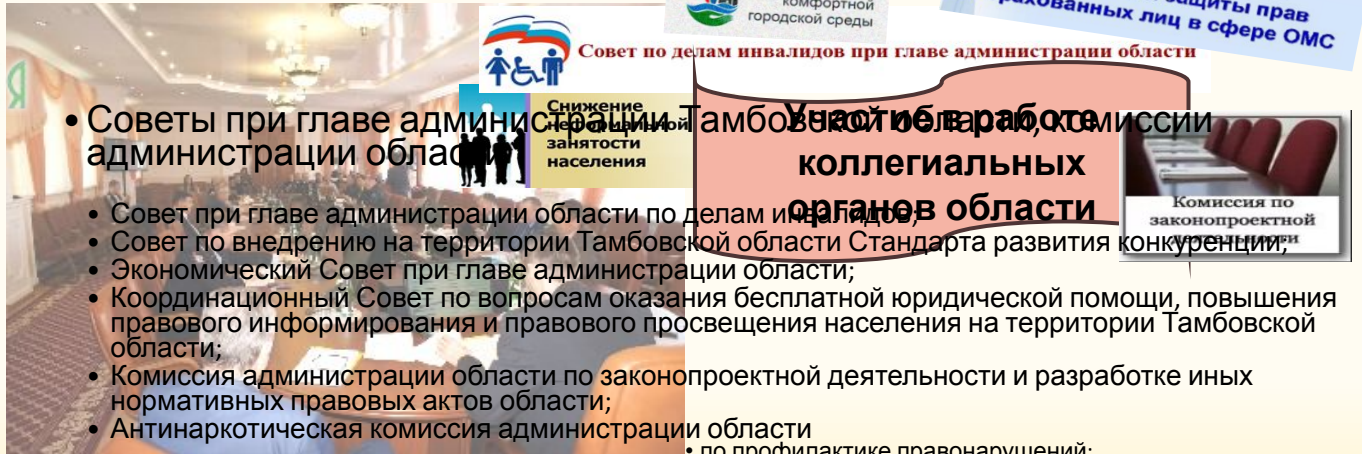 комфортной
городской среды
защиты прав
лиц в сфере ОМС
Совет по делам инвалидов при главе администрации области
Снижение
неформальной
занятости
населения
Участие в работе
коллегиальных
органов области
Комиссия по
законопроектной
деятельности
• Советы при главе администрации Тамбовской области, комиссии
администрации области
• Совет при главе администрации области по делам инвалидов;
• Совет по внедрению на территории Тамбовской области Стандарта развития конкуренции;
• Экономический Совет при главе администрации области;
• Координационный Совет по вопросам оказания бесплатной юридической помощи, повышения
правового информирования и правового просвещения населения на территории Тамбовской
области;
• Комиссия администрации области по законопроектной деятельности и разработке иных
нормативных правовых актов области;
• Антинаркотическая комиссия администрации области
• по профилактике правонарушений;